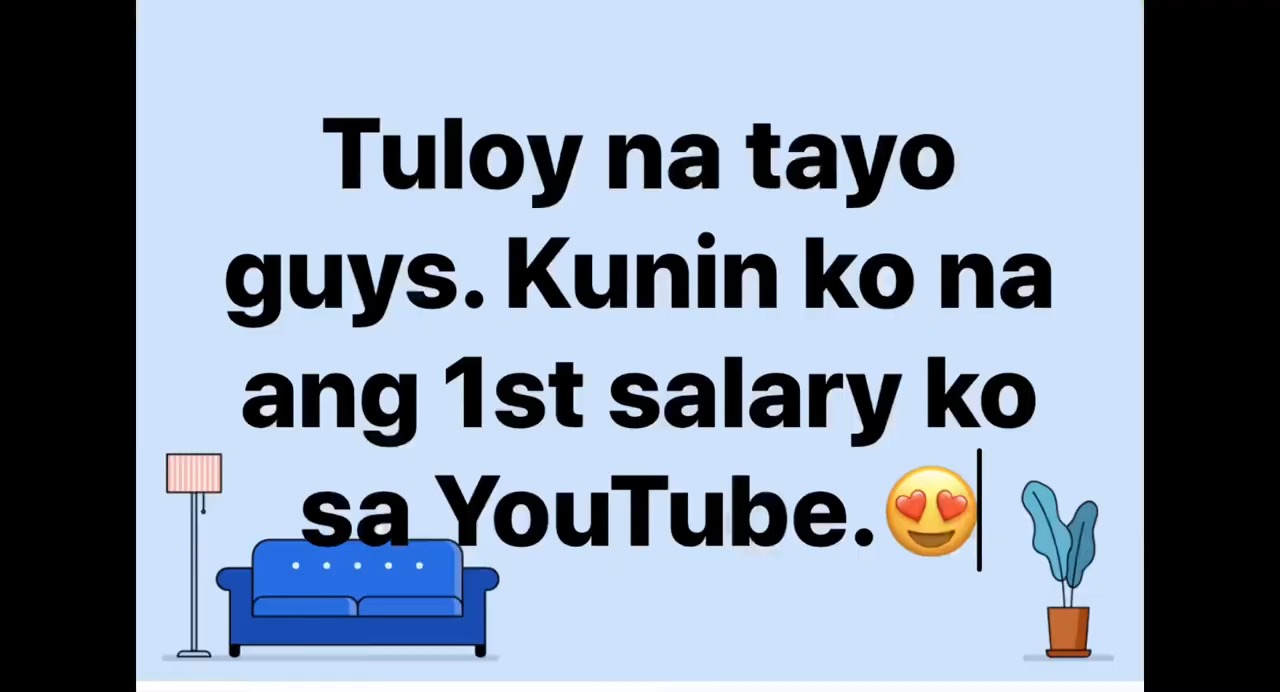 Tuloy na tayo
guys. Kunin ko na
ang 1st salary ko
sa YouTube.😍